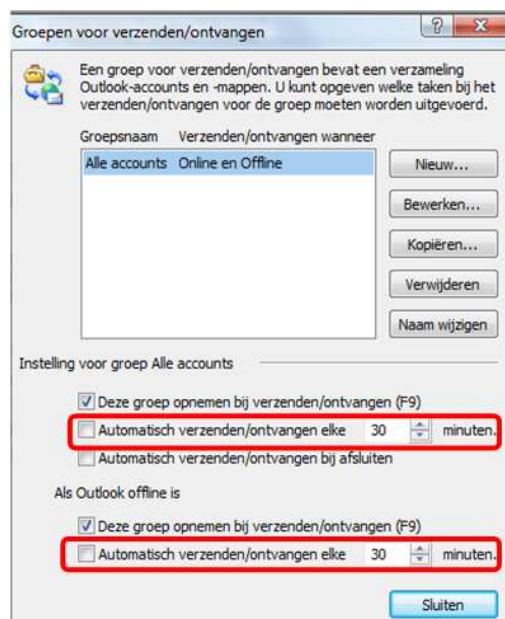 Groepen voor verzenden/ontvangen
Een groep voor verzenden/ontvangen bevat een verzameling
Outlook-accounts en -mappen. U kunt opgeven welke taken bij het
verzenden/ontvangen voor de groep moeten worden uitgevoerd.
Groepsnaam Verzenden/ontvangen wanneer
Alle accounts Online en Offline
Nieuw...
Bewerken...
Kopiëren...
Verwijderen
Naam wijzigen
Instelling voor groep Alle accounts
Deze groep opnemen bij verzenden/ontvangen (F9)
Automatisch verzenden/ontvangen elke 30 minuten.
Automatisch verzenden/ontvangen bij afsluiten
Als Outlook offline is
Deze groep opnemen bij verzenden/ontvangen (F9)
Automatisch verzenden/ontvangen elke 30 minuten.
Sluiten